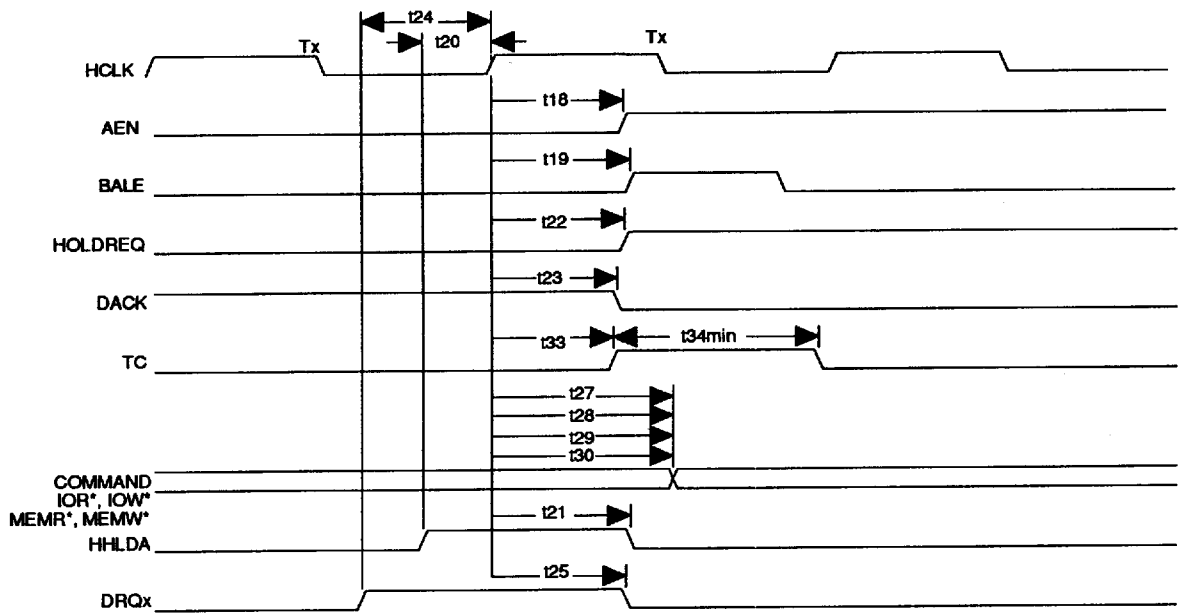 t24
t20
Tx
Tx
HCLK
t18
AEN
t19
BALE
t22
HOLDREQ
t23
DACK
t33
t34min
TC
t27
t28
t29
t30
COMMAND
IOR*, IOW*
MEMR*, MEMW*
t21
HHLDA
t25
DRQx